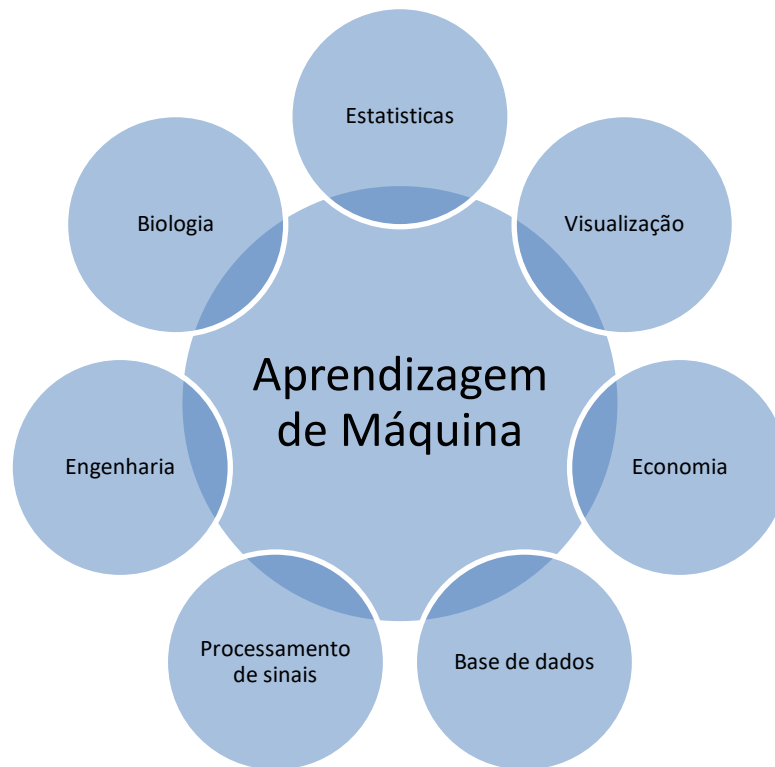 Estatisticas
Visualização
Economia
Base de dados
Processamento
de sinais
Engenharia
Biologia
Aprendizagem
de Máquina